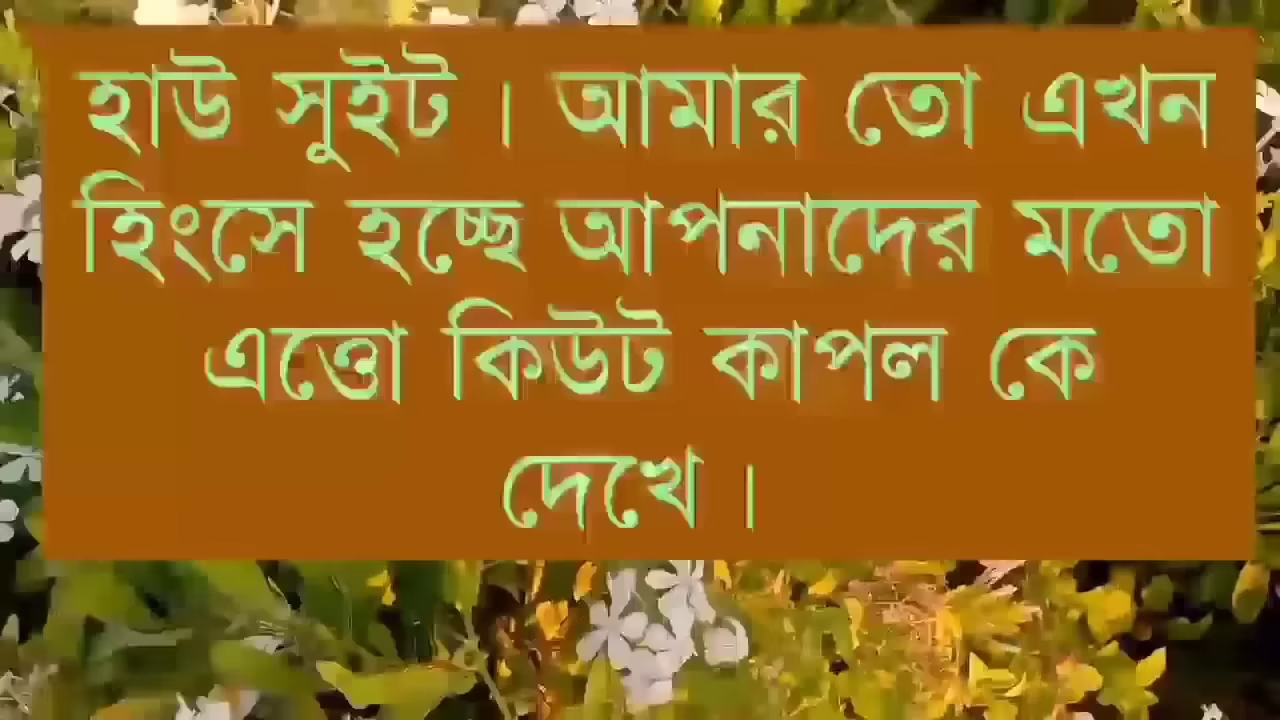 হাউ সুইট । আমার তো এখন
হিংসে হচ্ছে আপনাদের মতো
এত্তো কিউট কাপল কে
দেখে ।